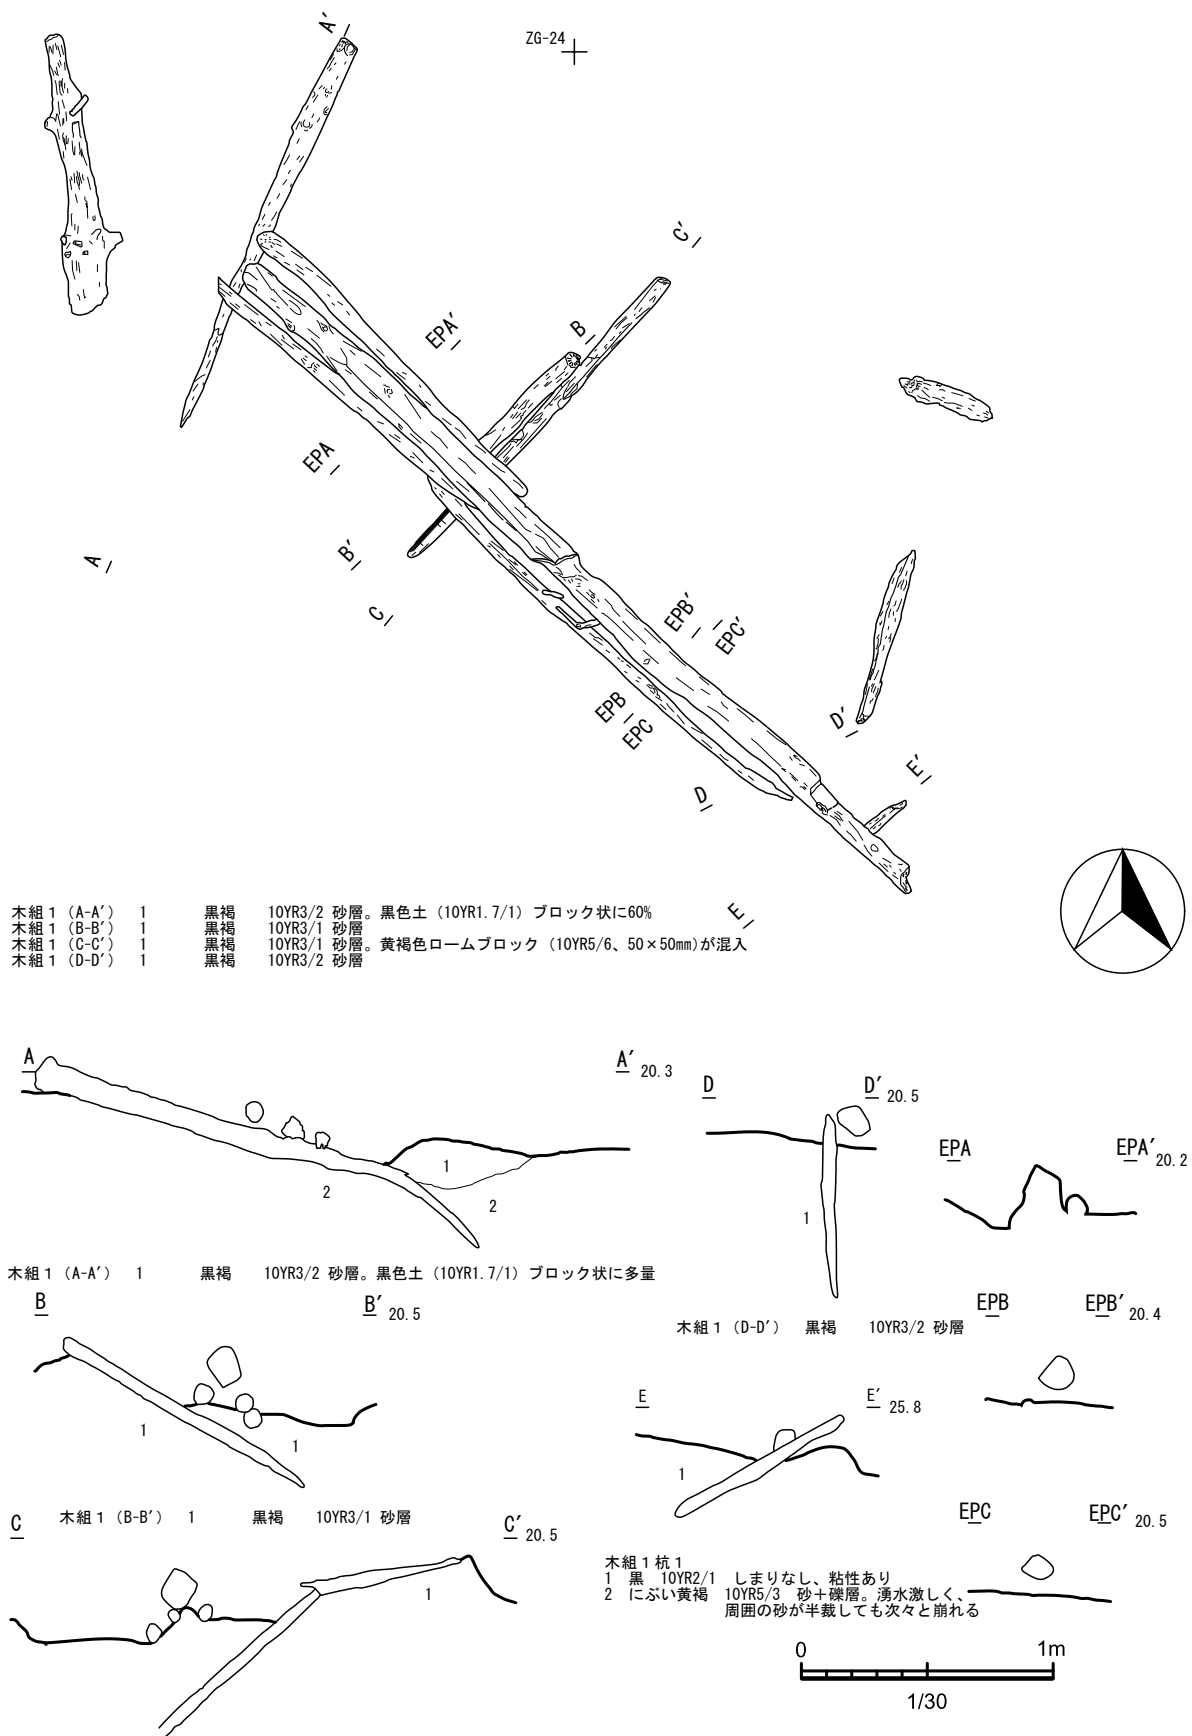 A′
ZG-24
C′
B
EPA′
EPA
B′
A
C
EPB′
EPC′
EPB
EPC
D′
D
E′
E
木組１（A-A′） 1 黒褐 10YR3/2 砂層。黒色土（10YR1.7/1）ブロック状に60%
木組１（B-B′） 1 黒褐 10YR3/1 砂層
木組１（C-C′） 1 黒褐 10YR3/1 砂層。黄褐色ロームブロック（10YR5/6、50×50㎜)が混入
木組１（D-D′） 1 黒褐 10YR3/2 砂層
A A′ 20.3
1
2 2
木組１（A-A′） 1 黒褐 10YR3/2 砂層。黒色土（10YR1.7/1）ブロック状に多量
D D′ 20.5
1
木組１（D-D′） 黒褐 10YR3/2 砂層
EPA EPA′ 20.2
B B′ 20.5
1 1
木組１（B-B′） 1 黒褐 10YR3/1 砂層
EPB EPB′ 20.4
E E′ 25.8
1
C C′ 20.5
1
EPC EPC′ 20.5
木組１杭１
1 黒 10YR2/1 しまりなし、粘性あり
2 にぶい黄褐 10YR5/3 砂＋礫層。湧水激しく、
周囲の砂が半裁しても次々と崩れる
0 1m
1/30